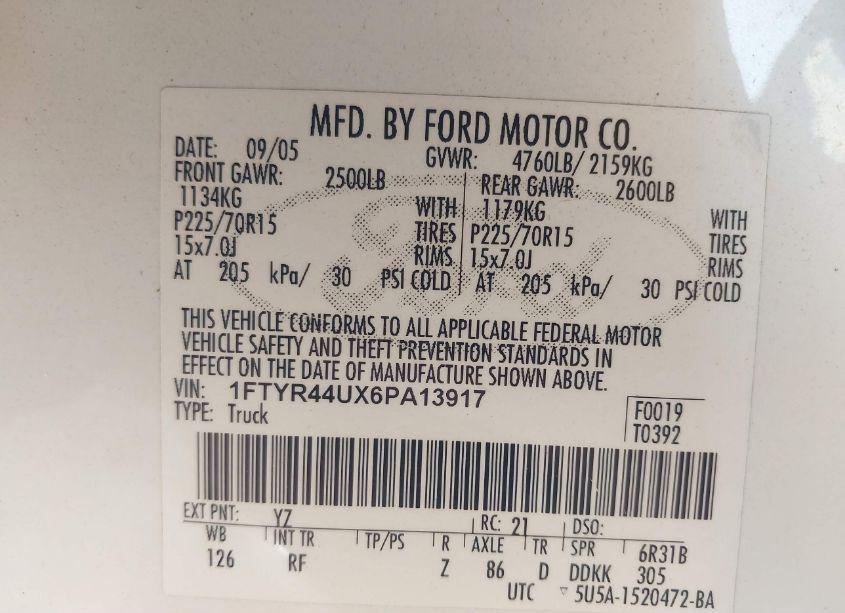 MFD. BY FORD MOTOR CO.
DATE: 09/05 GVWR: 4760LB/ 2159KG
FRONT GAWR: 2500LB REAR GAWR: 2600LB
1134KG WITH 1179KG WITH
P225/70R15 TIRES P225/70R15 TIRES
15x7.0J RIMS 15x7.0J RIMS
AT 205 kPa/ 30 PSI COLD AT 205 kPa/ 30 PSI COLD
Ford
THIS VEHICLE CONFORMS TO ALL APPLICABLE FEDERAL MOTOR
VEHICLE SAFETY AND THEFT PREVENTION STANDARDS IN
EFFECT ON THE DATE OF MANUFACTURE SHOWN ABOVE.
VIN: 1FTYR44UX6PA13917
TYPE: Truck
F0019
T0392
EXT PNT: YZ RC: 21 DSO:
WB INT TR TP/PS R AXLE TR SPR 6R31B
126 RF Z 86 D DDKK 305
UTC 5U5A-1520472-BA